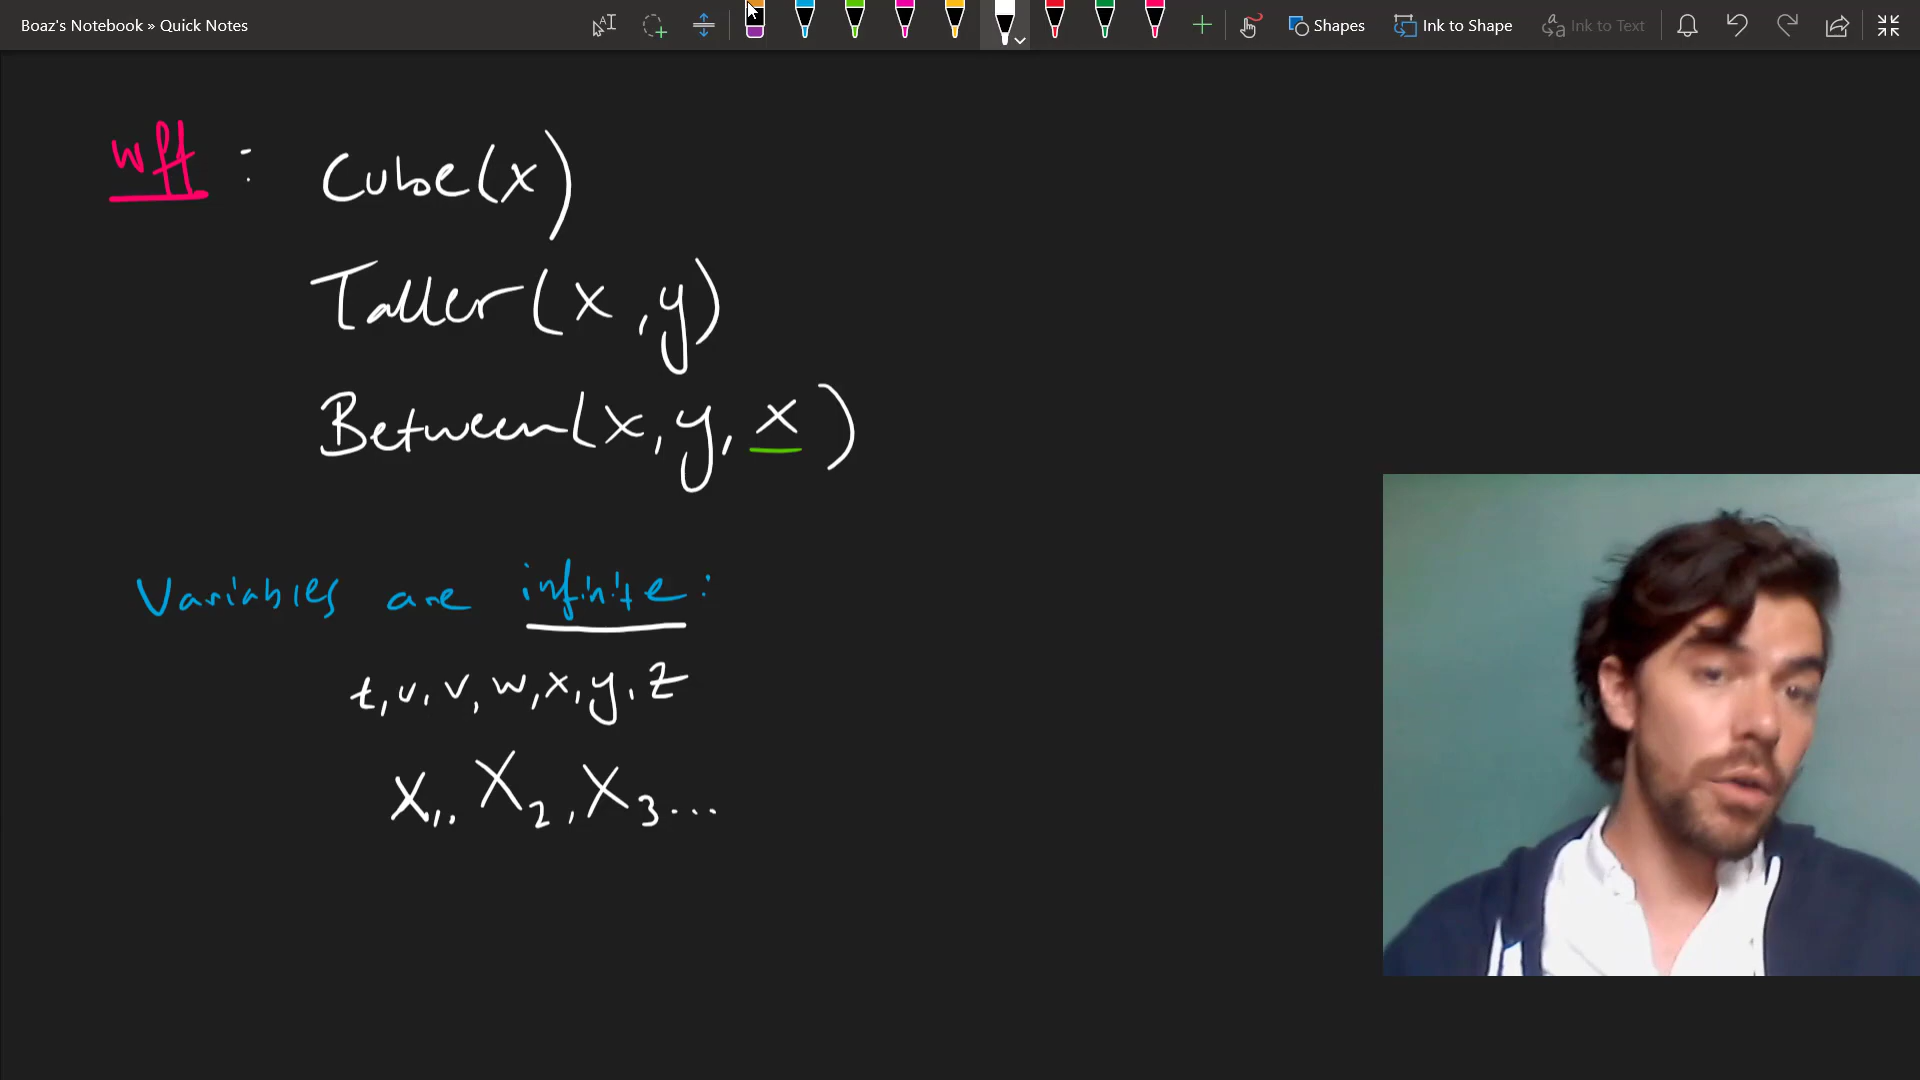 Boaz's Notebook » Quick Notes
Shapes
Ink to Shape
Ink to Text
wff : Cube(x)
Taller(x,y)
Between(x,y,x)
Variables are infinite:
t,u,v,w,x,y,z
x₁, x₂, x₃...